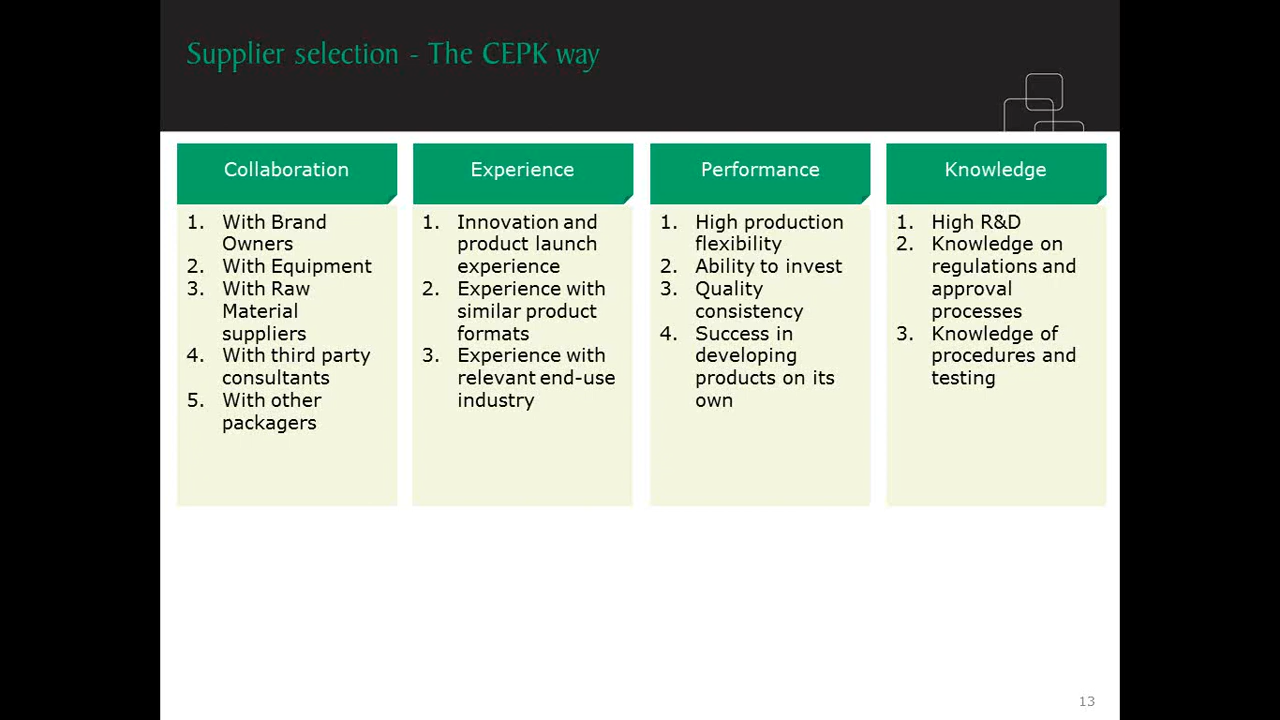 Supplier selection - The CEPK way
Collaboration
1. With Brand
Owners
2. With Equipment
3. With Raw
Material
suppliers
4. With third party
consultants
5. With other
packagers
Experience
1. Innovation and
product launch
experience
2. Experience with
similar product
formats
3. Experience with
relevant end-use
industry
Performance
1. High production
flexibility
2. Ability to invest
3. Quality
consistency
4. Success in
developing
products on its
own
Knowledge
1. High R&D
2. Knowledge on
regulations and
approval
processes
3. Knowledge of
procedures and
testing
13